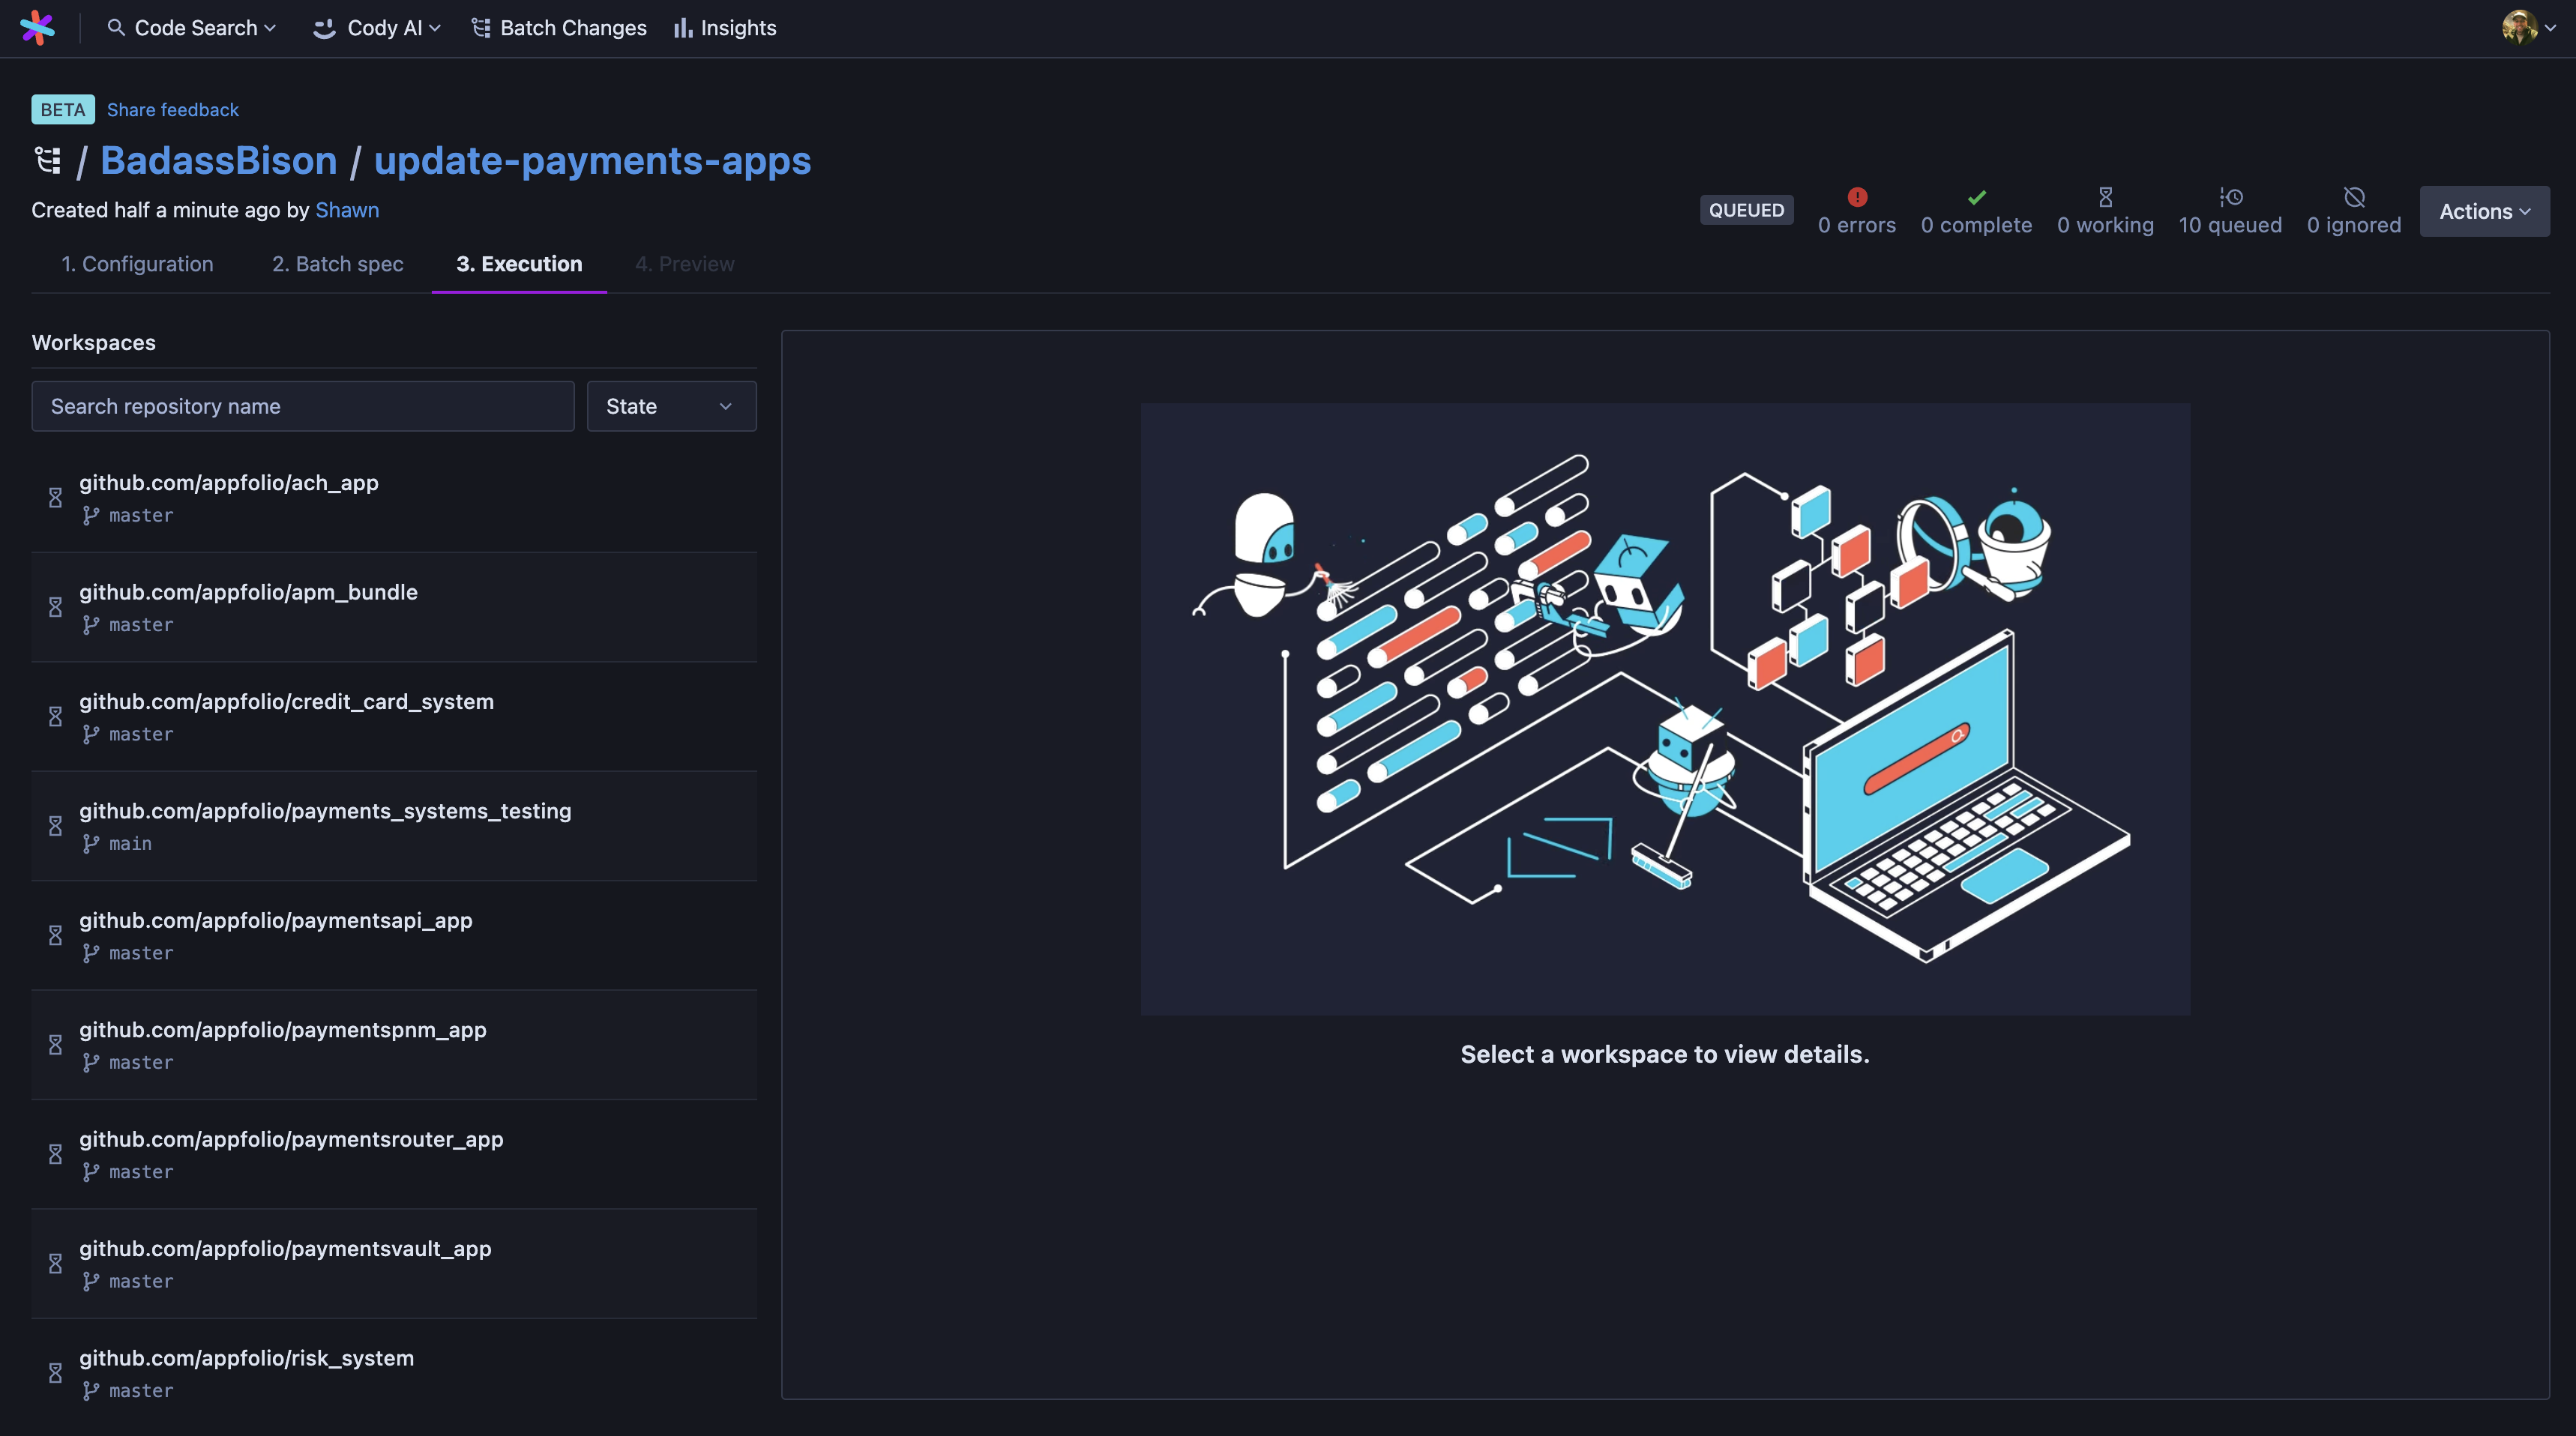 Code Search
Cody AI
Batch Changes
Insights
BETA Share feedback
/ BadassBison / update-payments-apps
Created half a minute ago by Shawn
QUEUED
0 errors
0 complete
0 working
10 queued
0 ignored
Actions
1. Configuration
2. Batch spec
3. Execution
4. Preview
Workspaces
Search repository name
State
github.com/appfolio/ach_app
master
github.com/appfolio/apm_bundle
master
github.com/appfolio/credit_card_system
master
github.com/appfolio/payments_systems_testing
main
github.com/appfolio/paymentsapi_app
master
github.com/appfolio/paymentspnm_app
master
github.com/appfolio/paymentsrouter_app
master
github.com/appfolio/paymentsvault_app
master
github.com/appfolio/risk_system
master
Select a workspace to view details.